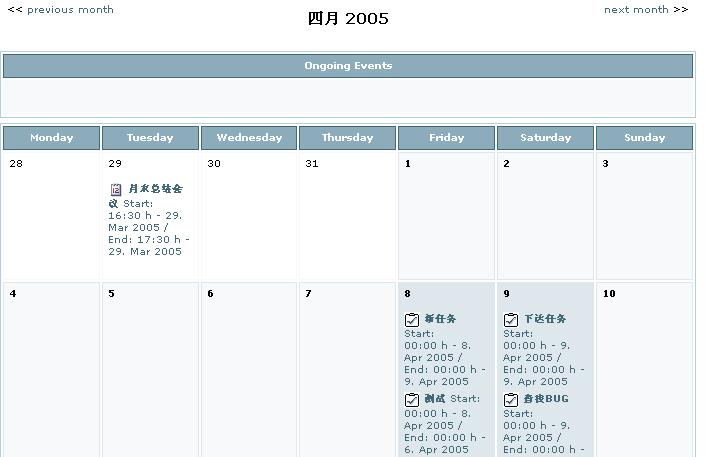 << previous month
四月 2005
next month >>
Ongoing Events
Monday Tuesday Wednesday Thursday Friday Saturday Sunday
28 29 30 31 1 2 3
月末总结会
议 Start:
16:30 h - 29.
Mar 2005 /
End: 17:30 h -
29. Mar 2005
4 5 6 7 8 9 10
新任务
Start:
00:00 h - 8.
Apr 2005 /
End: 00:00 h -
9. Apr 2005
测试 Start:
00:00 h - 8.
Apr 2005 /
End: 00:00 h -
6. Apr 2005
下达任务
Start:
00:00 h - 9.
Apr 2005 /
End: 00:00 h -
9. Apr 2005
查找BUG
Start:
00:00 h - 9.
Apr 2005 /
End: 00:00 h -